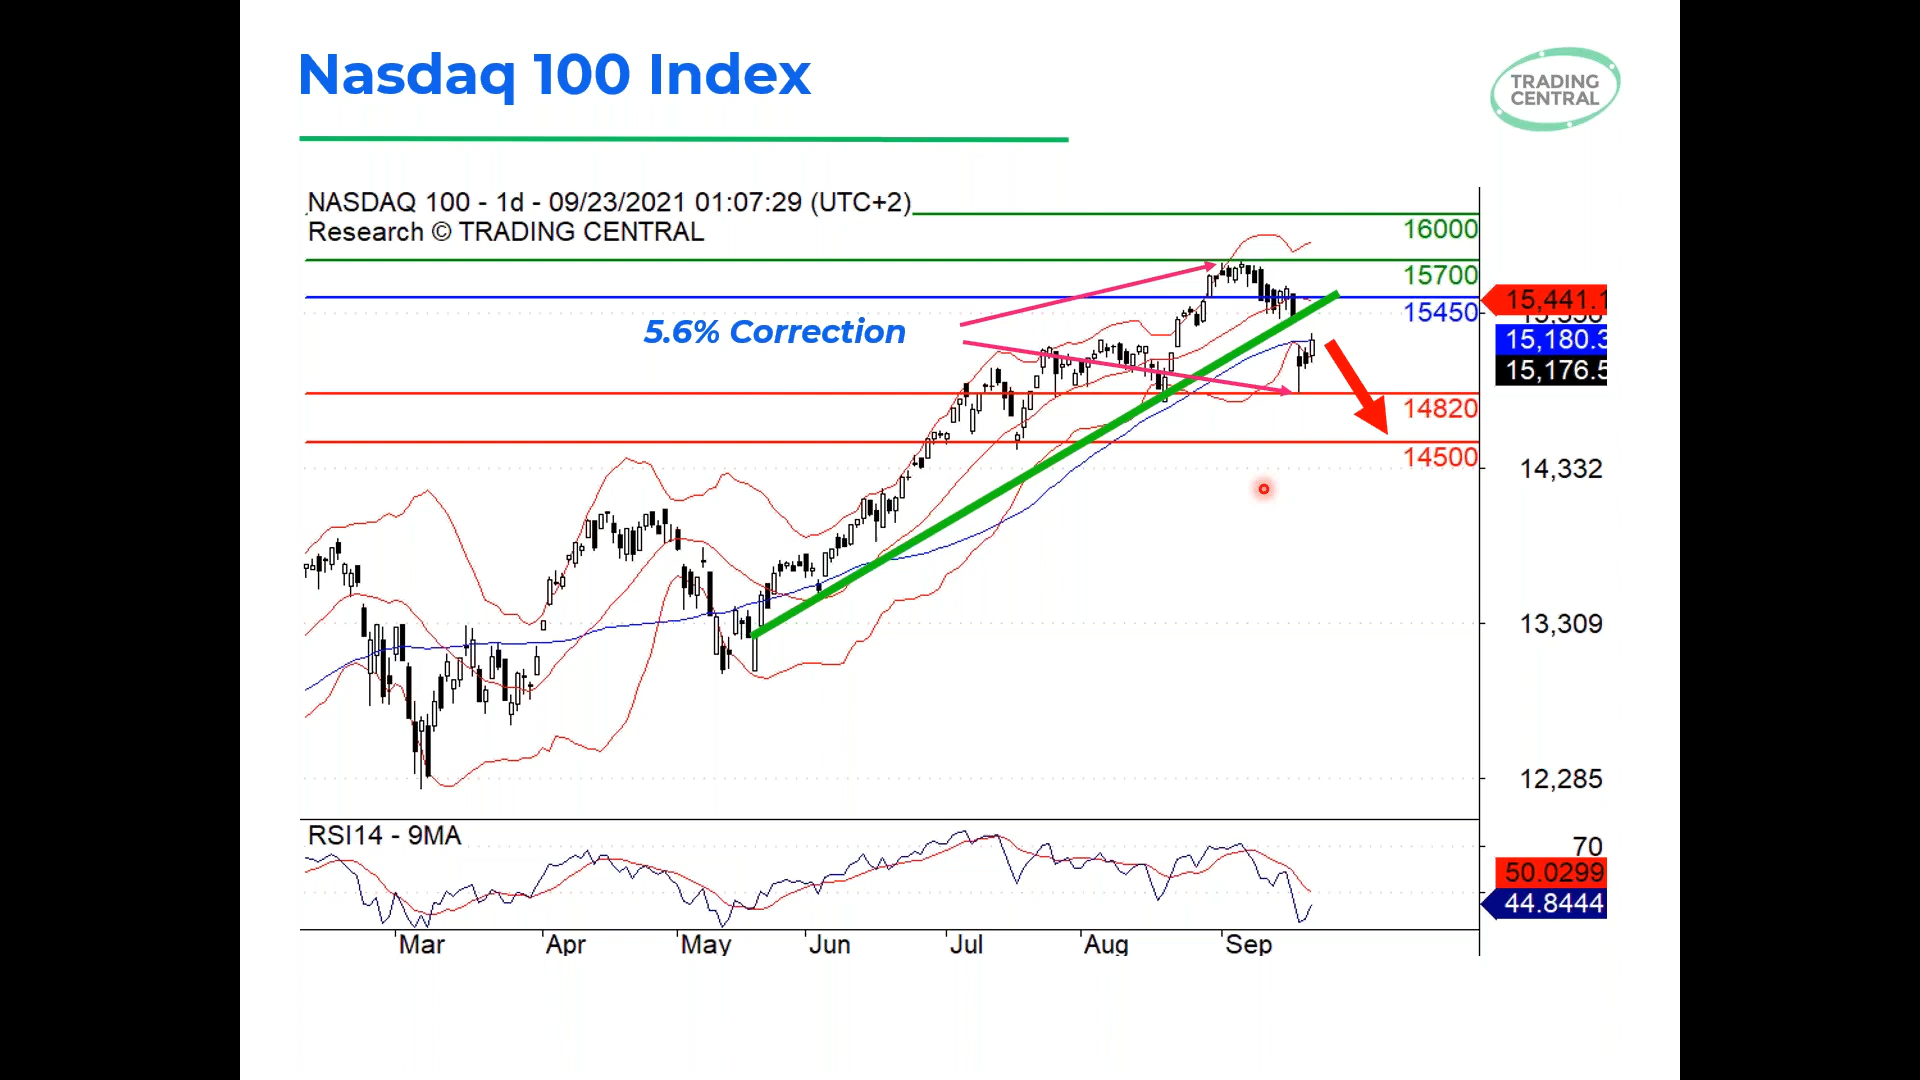 Nasdaq 100 Index
TRADING
CENTRAL
NASDAQ 100 - 1d - 09/23/2021 01:07:29 (UTC+2)
Research © TRADING CENTRAL
16000
15700
15450
15,441.1
15,180.3
15,176.5
5.6% Correction
14820
14500
14,332
13,309
12,285
RSI14 - 9MA
70
50.0299
44.8444
Mar Apr May Jun Jul Aug Sep